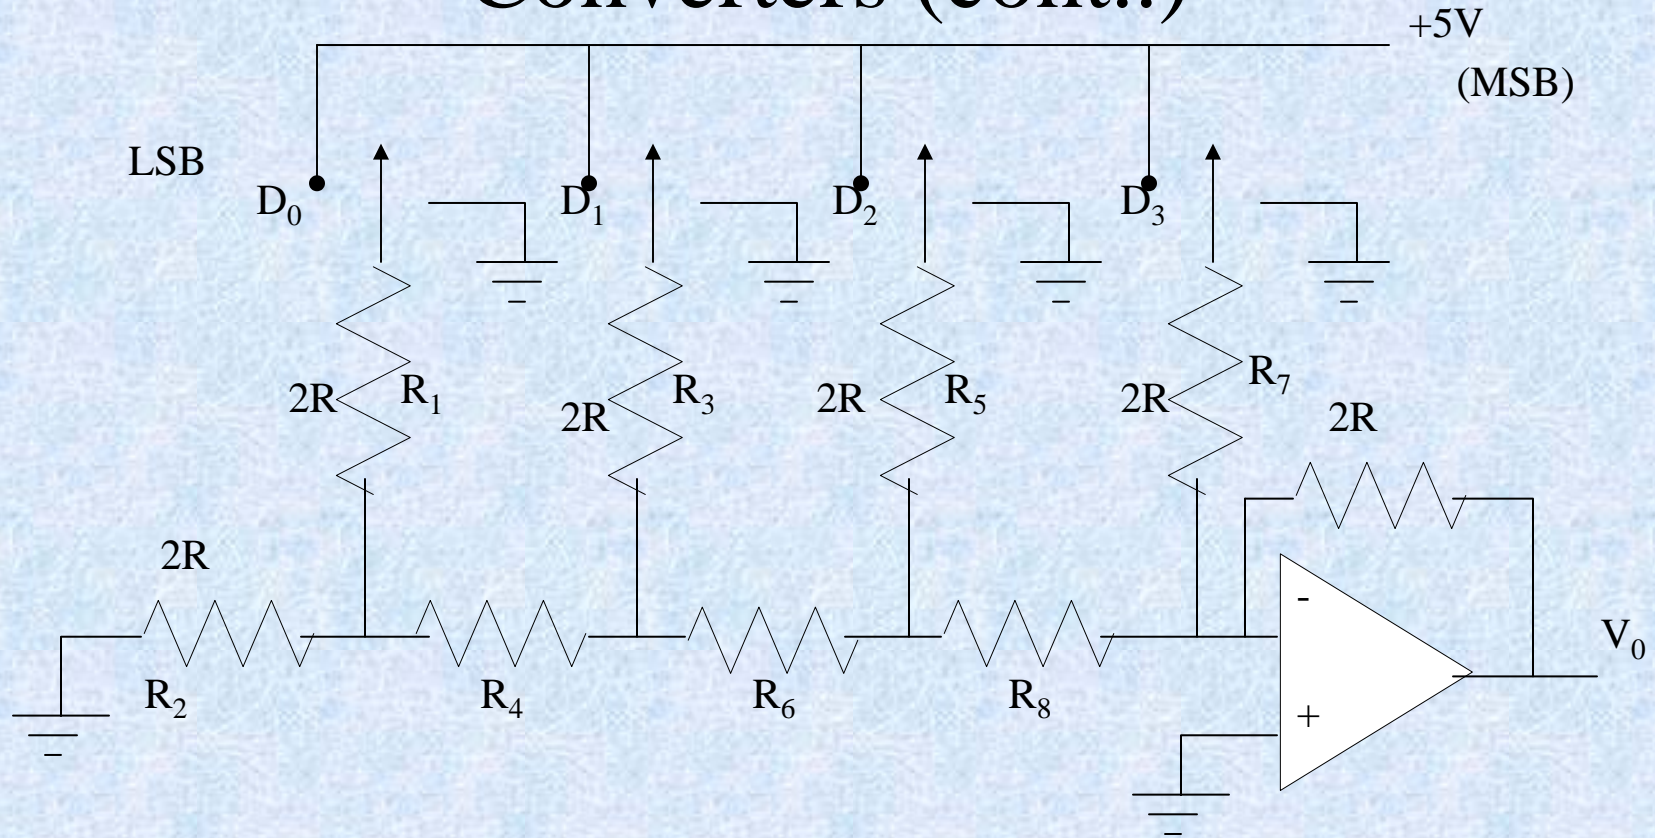 Converters (cont..)
+5V
(MSB)
LSB
D0
D1
D2
D3
2R
R1
2R
R3
2R
R5
2R
R7
2R
2R
R2
R4
R6
R8
-
+
V0